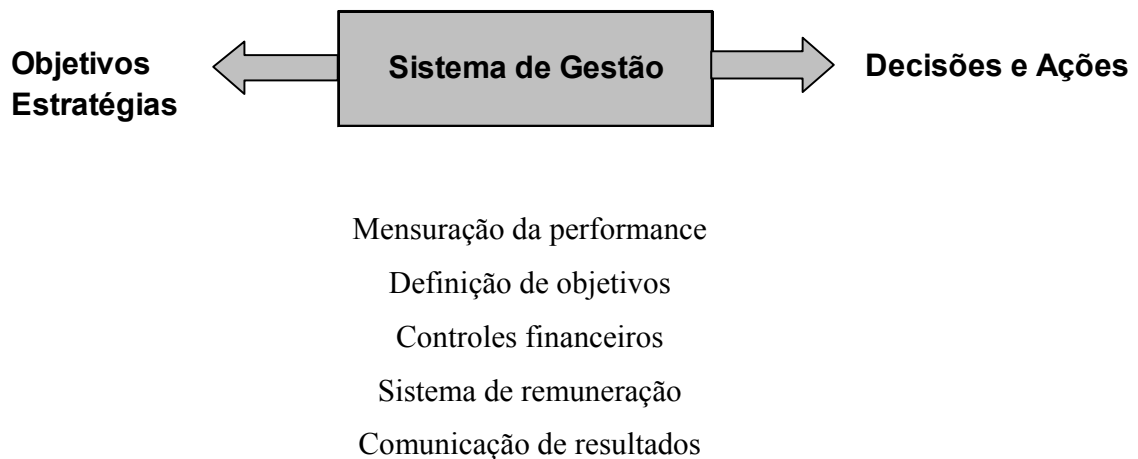 Objetivos
Estratégias
Sistema de Gestão
Decisões e Ações
Mensuração da performance
Definição de objetivos
Controles financeiros
Sistema de remuneração
Comunicação de resultados